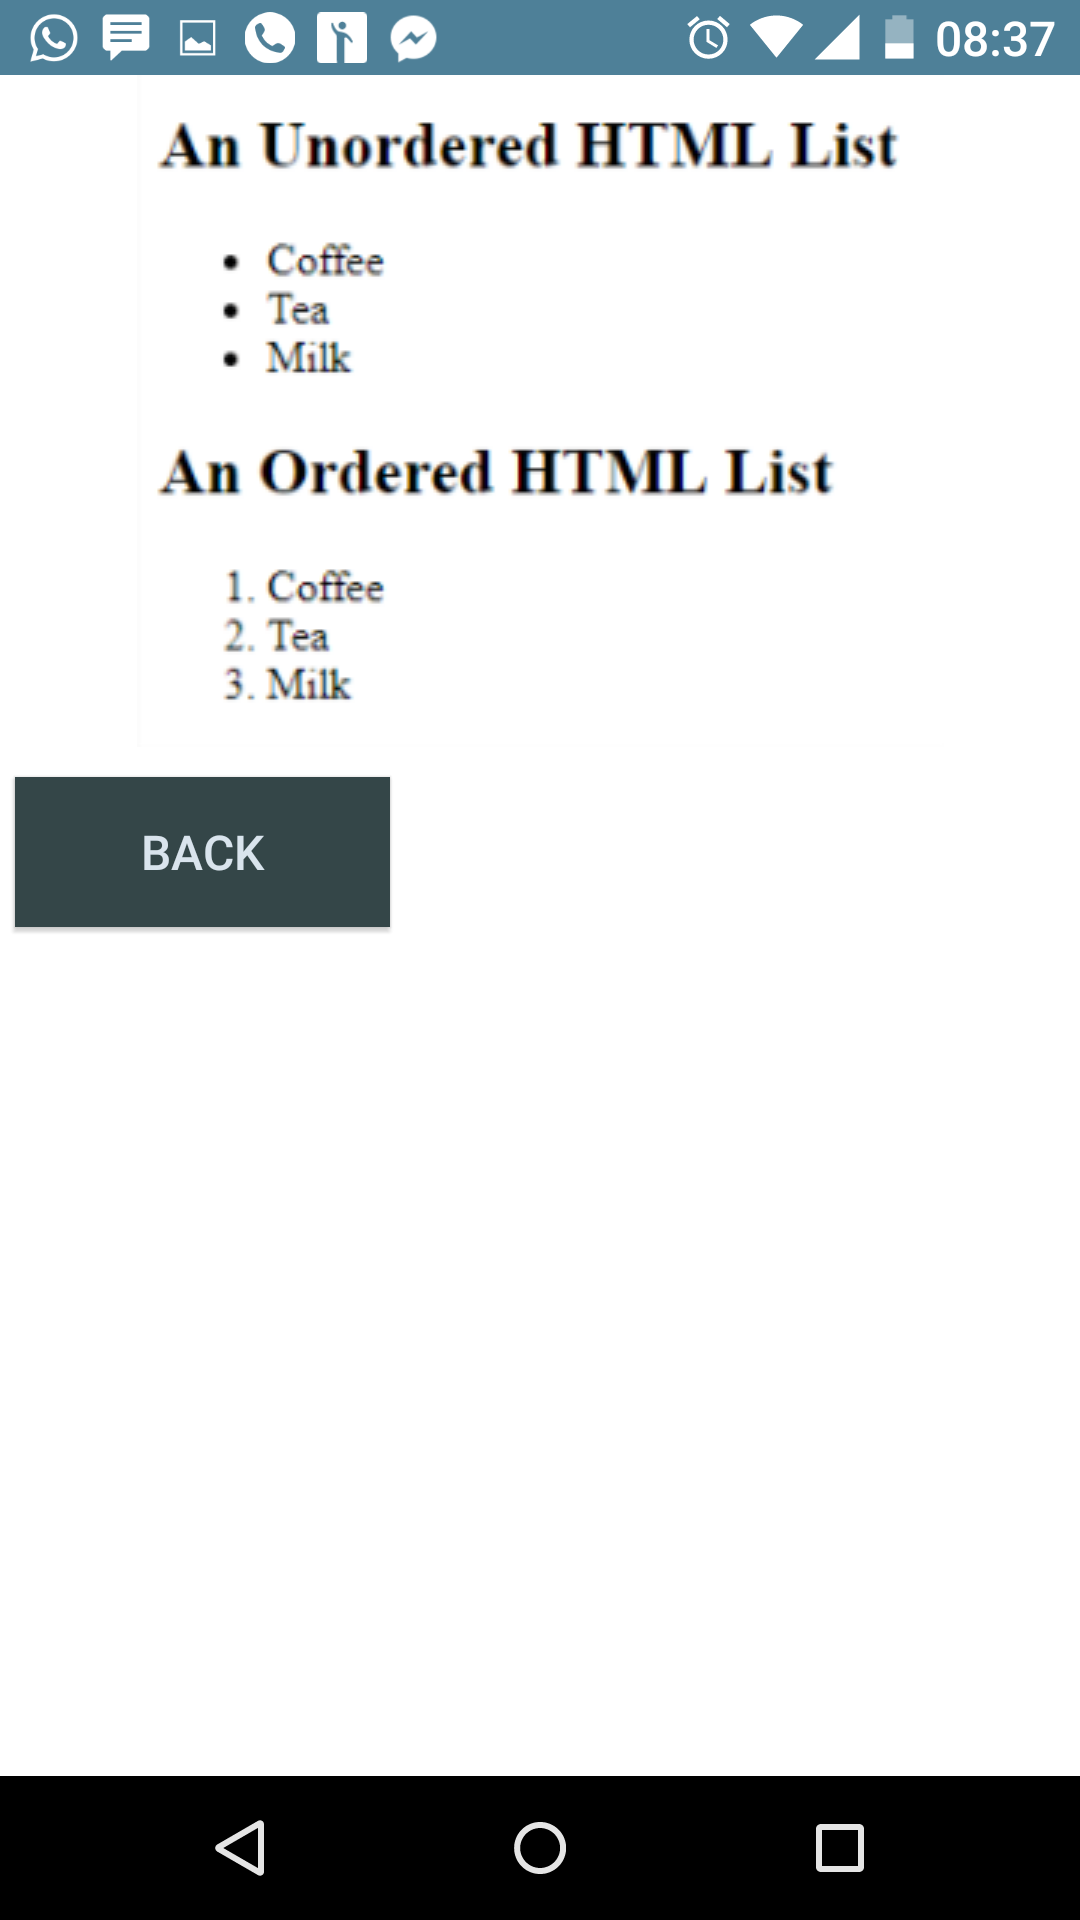 08:37
An Unordered HTML List
• Coffee
• Tea
• Milk
An Ordered HTML List
1. Coffee
2. Tea
3. Milk
BACK